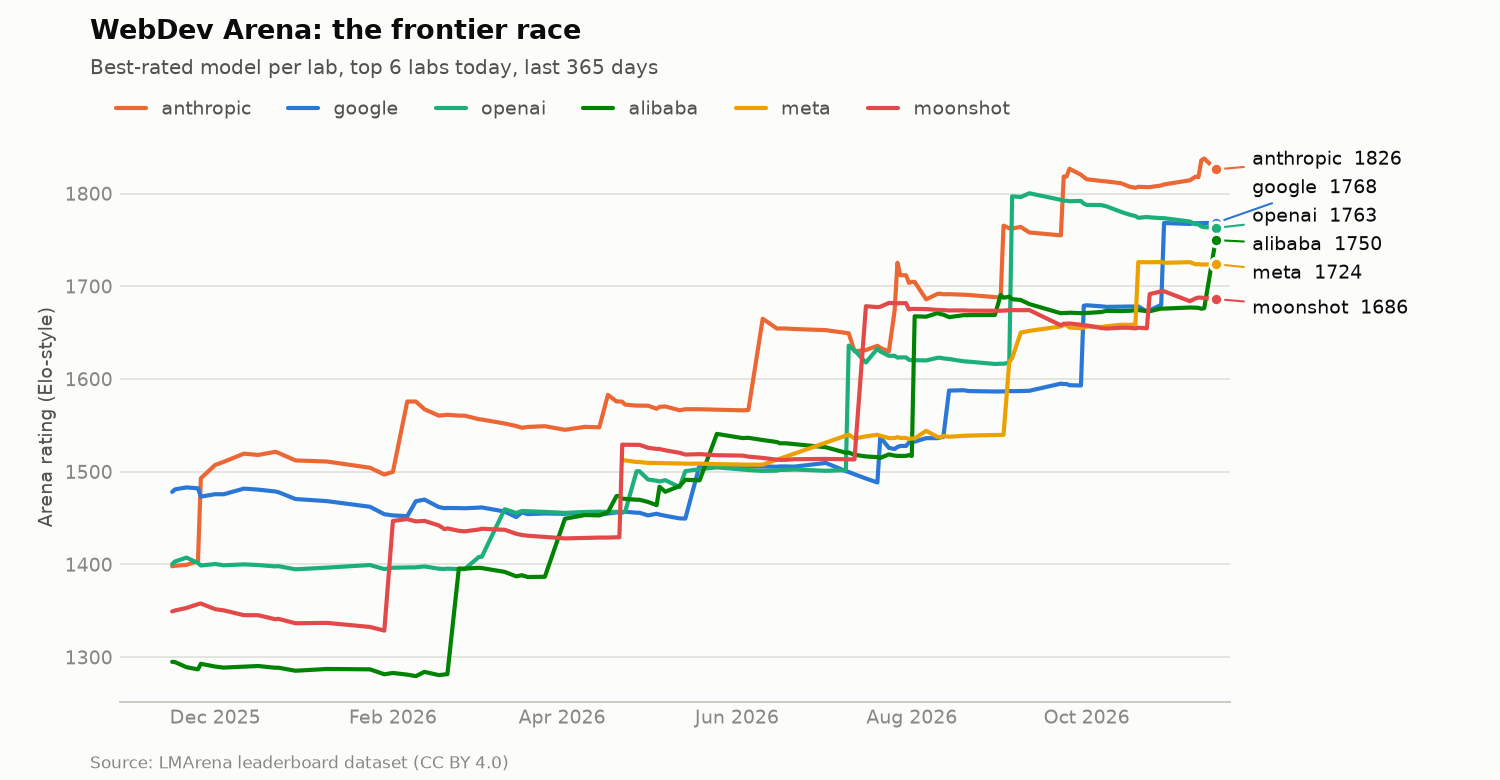 WebDev Arena: the frontier race
Best-rated model per lab, top 6 labs today, last 365 days
anthropic google openai alibaba meta moonshot
anthropic 1826
google 1768
openai 1763
alibaba 1750
meta 1724
moonshot 1686
Arena rating (Elo-style)
1800
1700
1600
1500
1400
1300
Dec 2025 Feb 2026 Apr 2026 Jun 2026 Aug 2026 Oct 2026
Source: LMArena leaderboard dataset (CC BY 4.0)